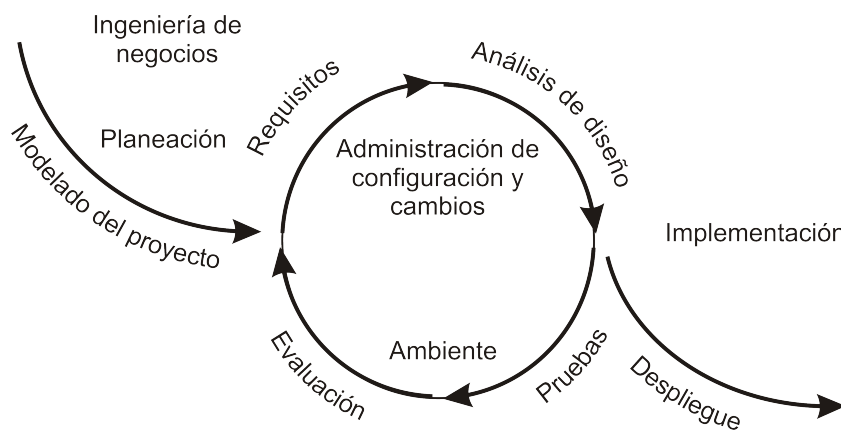 Ingeniería de
negocios
Planeación
Modelado del proyecto
Requisitos
Análisis de diseño
Administración de
configuración y
cambios
Implementación
Evaluación
Ambiente
Pruebas
Despliegue